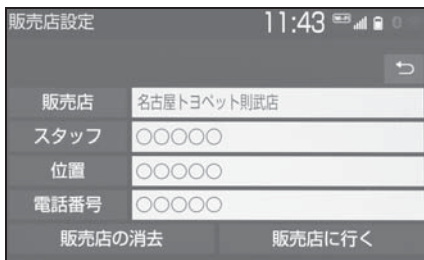 販売店設定 11:43
販売店 名古屋トヨペット則武店
スタッフ ○○○○○
位置 ○○○○○
電話番号 ○○○○○
販売店の消去 販売店に行く